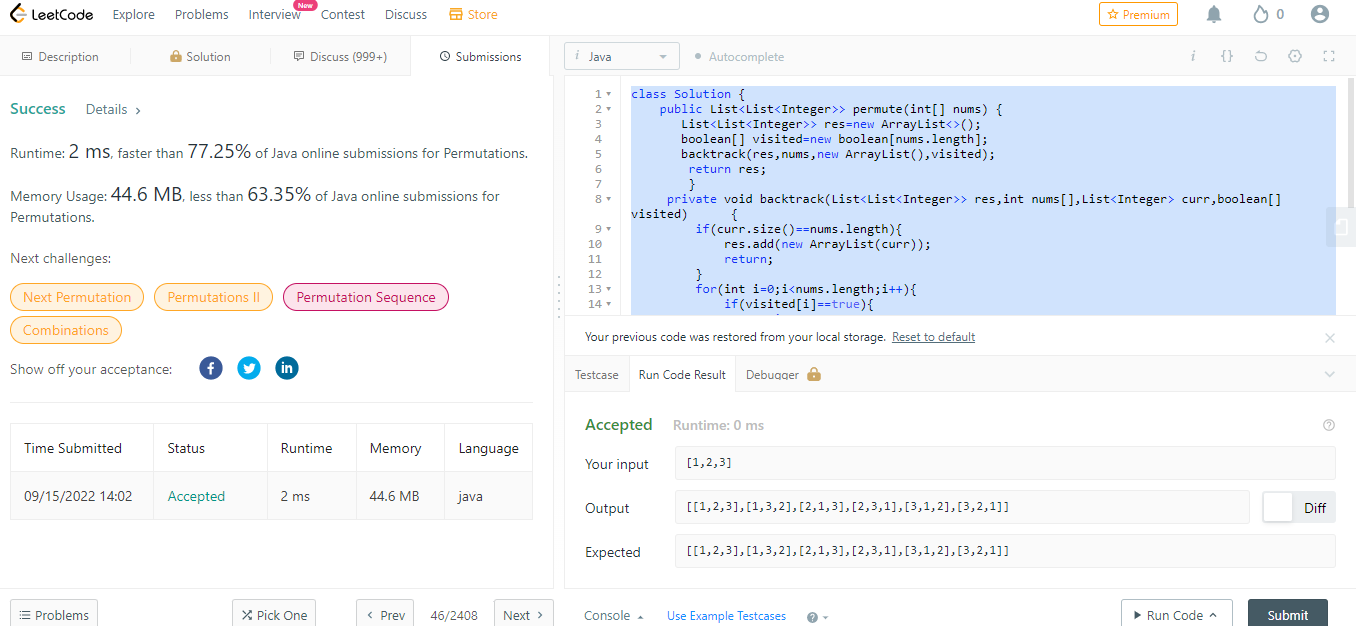 LeetCode Explore Problems Interview New Contest Discuss Store Premium 0
Description Solution Discuss (999+) Submissions
Success Details >
Runtime: 2 ms, faster than 77.25% of Java online submissions for Permutations.
Memory Usage: 44.6 MB, less than 63.35% of Java online submissions for
Permutations.
Next challenges:
Next Permutation Permutations II Permutation Sequence
Combinations
Show off your acceptance:
Time Submitted Status Runtime Memory Language
09/15/2022 14:02 Accepted 2 ms 44.6 MB java
Problems Pick One < Prev 46/2408 Next >
i Java Autocomplete i {}
1 class Solution {
2 public List<List<Integer>> permute(int[] nums) {
3 List<List<Integer>> res=new ArrayList<>();
4 boolean[] visited=new boolean[nums.length];
5 backtrack(res,nums,new ArrayList(),visited);
6 return res;
7 }
8 private void backtrack(List<List<Integer>> res,int nums[],List<Integer> curr,boolean[]
visited) {
9 if(curr.size()==nums.length){
10 res.add(new ArrayList(curr));
11 return;
12 }
13 for(int i=0;i<nums.length;i++){
14 if(visited[i]==true){
Your previous code was restored from your local storage. Reset to default
Testcase Run Code Result Debugger
Accepted Runtime: 0 ms
Your input [1,2,3]
Output [[1,2,3],[1,3,2],[2,1,3],[2,3,1],[3,1,2],[3,2,1]] Diff
Expected [[1,2,3],[1,3,2],[2,1,3],[2,3,1],[3,1,2],[3,2,1]]
Console Use Example Testcases ? Run Code Submit